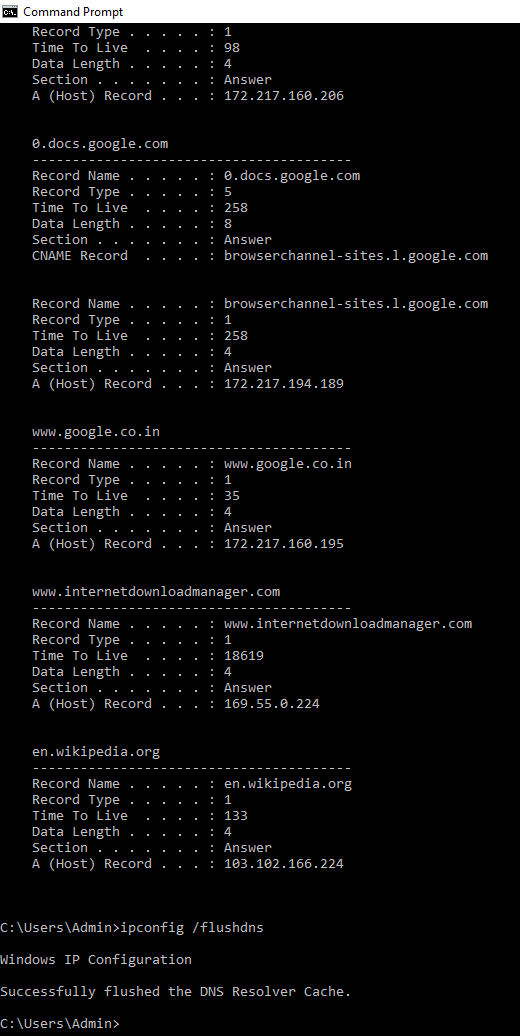 Command Prompt
Record Type . . . . . : 1
Time To Live  . . . . : 98
Data Length . . . . . : 4
Section . . . . . . . : Answer
A (Host) Record . . . : 172.217.160.206
0.docs.google.com
----------------------------------------
Record Name . . . . . : 0.docs.google.com
Record Type . . . . . : 5
Time To Live  . . . . : 258
Data Length . . . . . : 8
Section . . . . . . . : Answer
CNAME Record  . . . . : browserchannel-sites.l.google.com
Record Name . . . . . : browserchannel-sites.l.google.com
Record Type . . . . . : 1
Time To Live  . . . . : 258
Data Length . . . . . : 4
Section . . . . . . . : Answer
A (Host) Record . . . : 172.217.194.189
www.google.co.in
----------------------------------------
Record Name . . . . . : www.google.co.in
Record Type . . . . . : 1
Time To Live  . . . . : 35
Data Length . . . . . : 4
Section . . . . . . . : Answer
A (Host) Record . . . : 172.217.160.195
www.internetdownloadmanager.com
----------------------------------------
Record Name . . . . . : www.internetdownloadmanager.com
Record Type . . . . . : 1
Time To Live  . . . . : 18619
Data Length . . . . . : 4
Section . . . . . . . : Answer
A (Host) Record . . . : 169.55.0.224
en.wikipedia.org
----------------------------------------
Record Name . . . . . : en.wikipedia.org
Record Type . . . . . : 1
Time To Live  . . . . : 133
Data Length . . . . . : 4
Section . . . . . . . : Answer
A (Host) Record . . . : 103.102.166.224
C:\Users\Admin>ipconfig /flushdns
Windows IP Configuration
Successfully flushed the DNS Resolver Cache.
C:\Users\Admin>